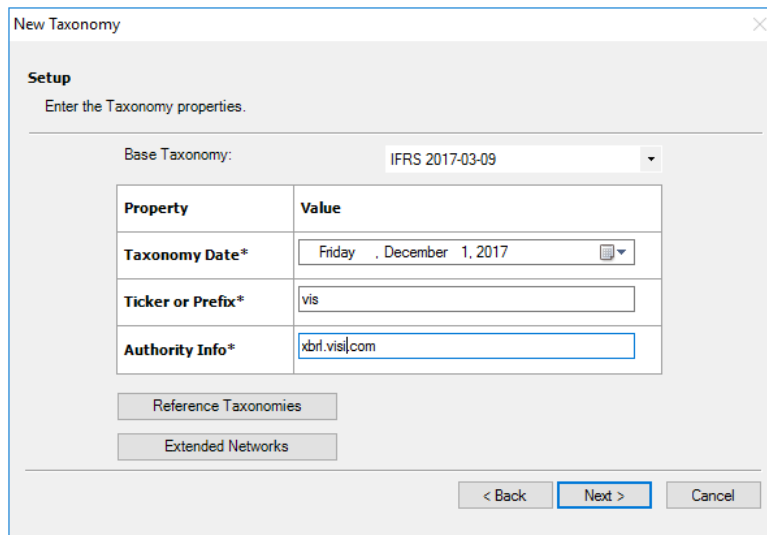 New Taxonomy
Setup
Enter the Taxonomy properties.
Base Taxonomy: IFRS 2017-03-09
Property Value
Taxonomy Date* Friday , December 1, 2017
Ticker or Prefix* vis
Authority Info* xbrl.visi.com
Reference Taxonomies
Extended Networks
< Back Next > Cancel